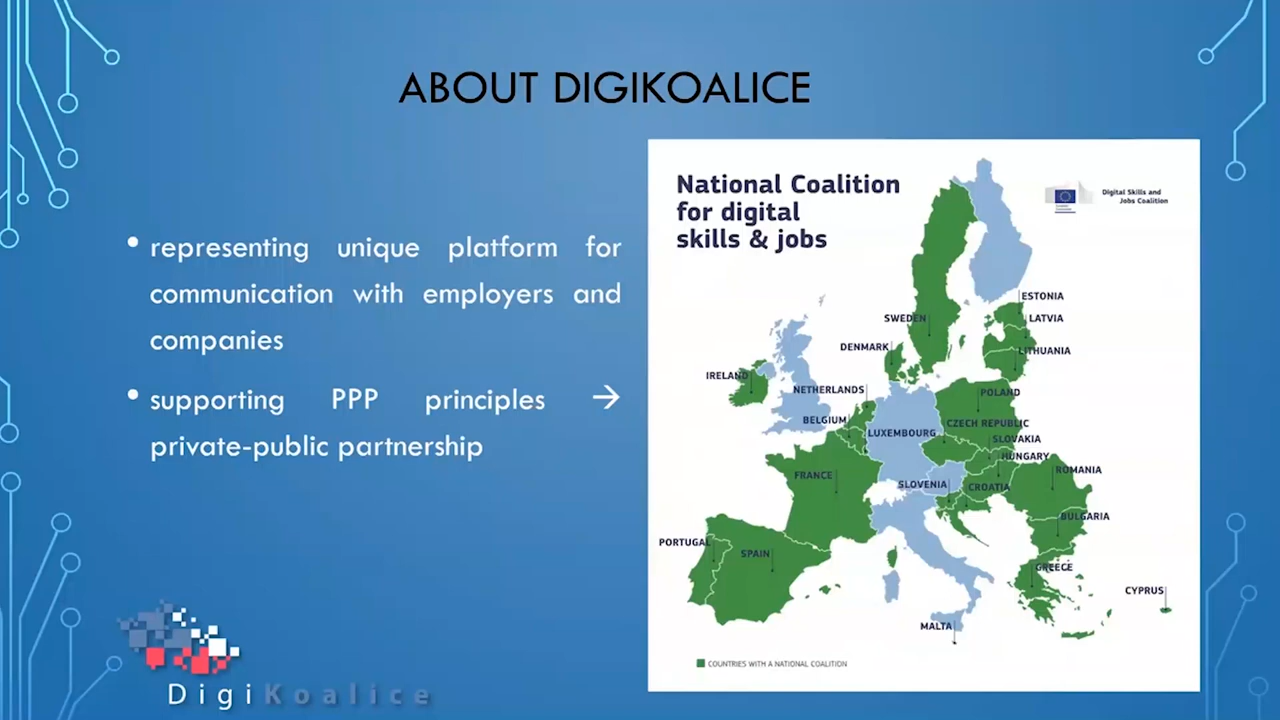 ABOUT DIGIKOALICE
• representing unique platform for
communication with employers and
companies
• supporting PPP principles →
private-public partnership
National Coalition
for digital
skills & jobs
Digital Skills and
Jobs Coalition
ESTONIA
SWEDEN
LATVIA
DENMARK
LITHUANIA
IRELAND
NETHERLANDS
POLAND
BELGIUM
CZECH REPUBLIC
LUXEMBOURG
SLOVAKIA
HUNGARY
ROMANIA
FRANCE
SLOVENIA
CROATIA
BULGARIA
PORTUGAL
SPAIN
GREECE
CYPRUS
MALTA
COUNTRIES WITH A NATIONAL COALITION
DigiKoalice